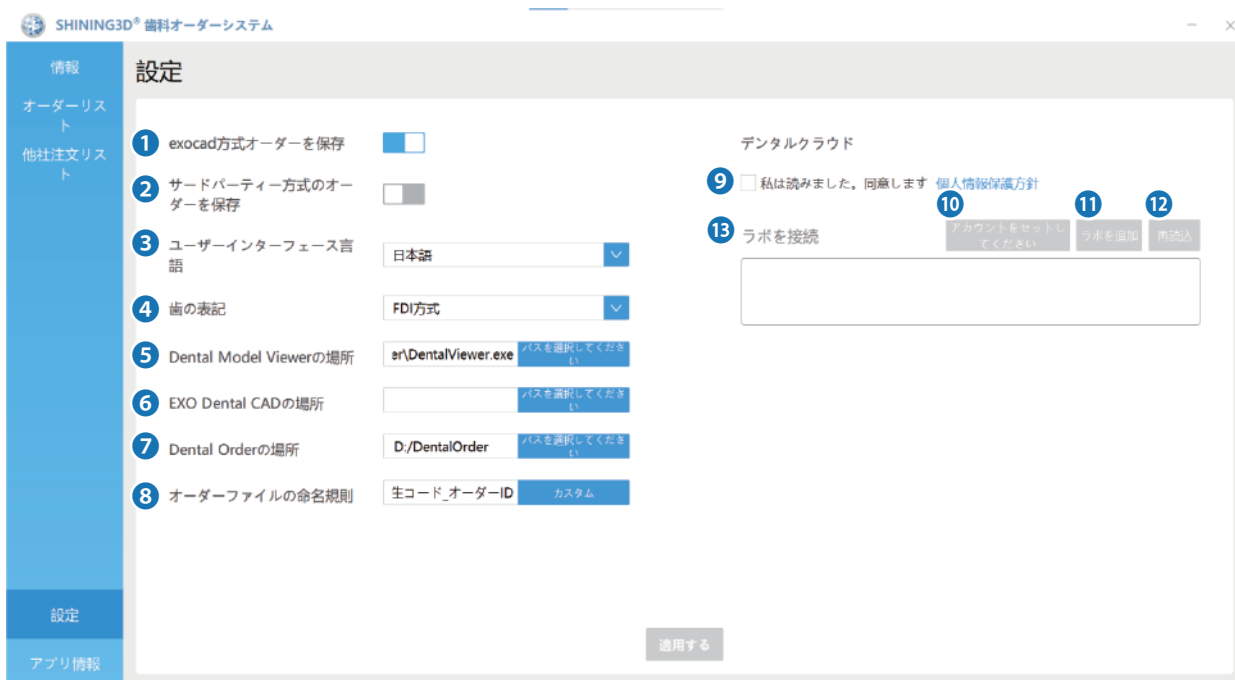 SHINING3D® 歯科オーダーシステム
情報
オーダーリス
ト
他社注文リス
ト
設定
アプリ情報
設定
1 exocad方式オーダーを保存
2 サードパーティー方式のオー
ダーを保存
3 ユーザーインターフェース言
語
日本語
4 歯の表記
FDI方式
5 Dental Model Viewerの場所
er\DentalViewer.exe
パスを選択してくださ
い
6 EXO Dental CADの場所
パスを選択してくださ
い
7 Dental Orderの場所
D:/DentalOrder
パスを選択してくださ
い
8 オーダーファイルの命名規則
生コード_オーダーID
カスタム
デンタルクラウド
9 私は読みました。同意します 個人情報保護方針
10 11 12
13 ラボを接続
アカウントをセットし
てください
ラボを追加
再読込
適用する